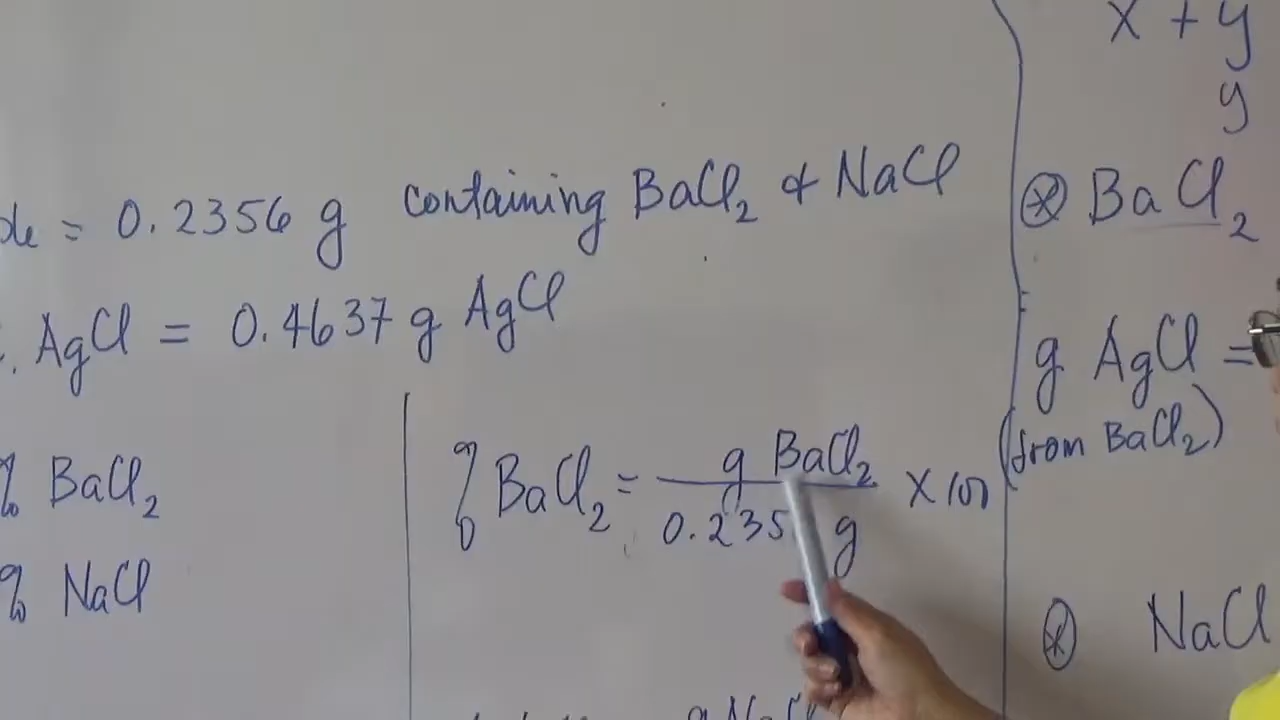 = 0.2356 g containing BaCl2 & NaCl
AgCl = 0.4637 g AgCl
% BaCl2
% NaCl
% BaCl2 = g BaCl2 / 0.235 g X 100
g NaCl
x + y
y
⊛ BaCl2
g AgCl =
(from BaCl2)
⊛ NaCl